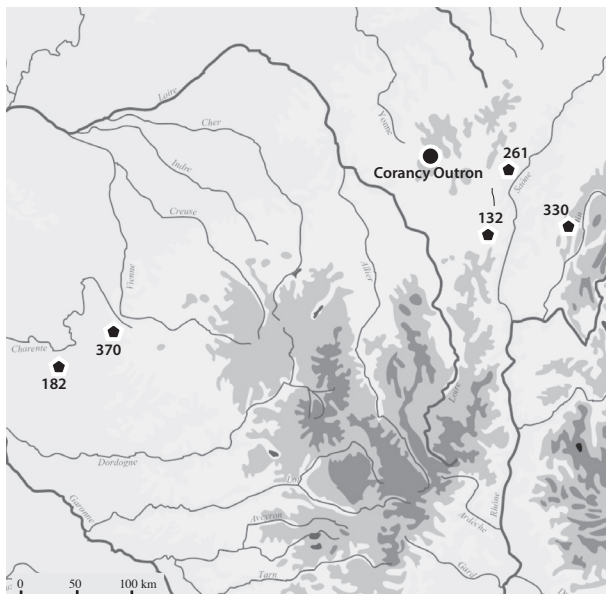 Loire
Cher
Yonne
Indre
Creuse
Corancy Outron
261
Saône
132
330
Vienne
Allier
Charente
370
182
Loire
Dordogne
Garonne
Aveyron
Rhône
Ardèche
Tarn
Gard
0 50 100 km